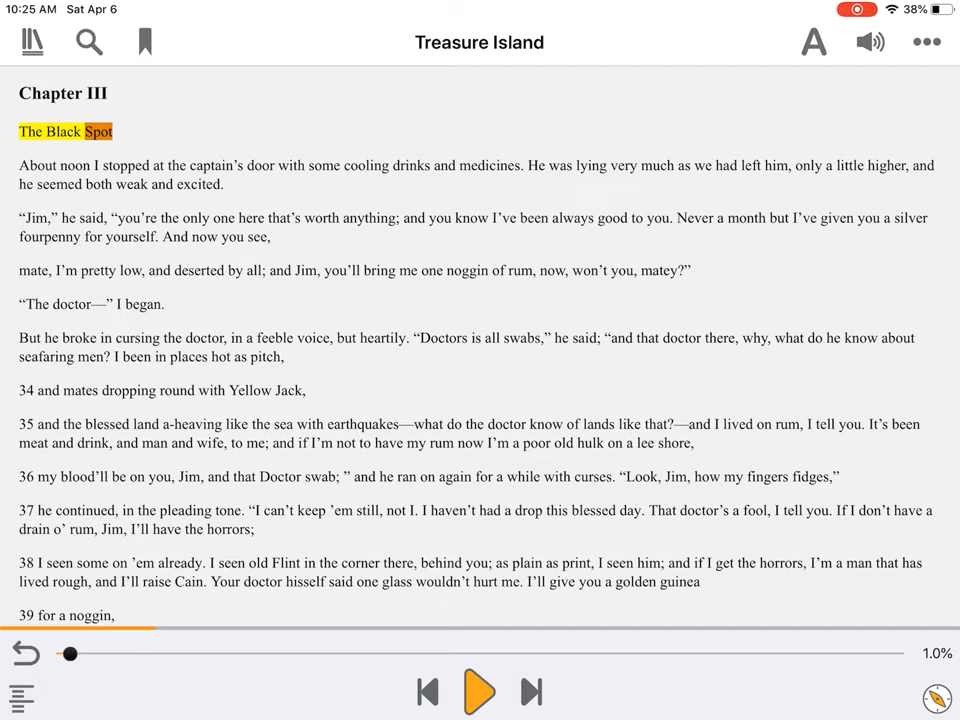 10:25 AM Sat Apr 6
38%
Treasure Island
A
Chapter III
The Black Spot
About noon I stopped at the captain’s door with some cooling drinks and medicines. He was lying very much as we had left him, only a little higher, and
he seemed both weak and excited.
“Jim,” he said, “you’re the only one here that’s worth anything; and you know I’ve been always good to you. Never a month but I’ve given you a silver
fourpenny for yourself. And now you see,
mate, I’m pretty low, and deserted by all; and Jim, you’ll bring me one noggin of rum, now, won’t you, matey?”
“The doctor—” I began.
But he broke in cursing the doctor, in a feeble voice, but heartily. “Doctors is all swabs,” he said; “and that doctor there, why, what do he know about
seafaring men? I been in places hot as pitch,
34 and mates dropping round with Yellow Jack,
35 and the blessed land a-heaving like the sea with earthquakes—what do the doctor know of lands like that?—and I lived on rum, I tell you. It’s been
meat and drink, and man and wife, to me; and if I’m not to have my rum now I’m a poor old hulk on a lee shore,
36 my blood’ll be on you, Jim, and that Doctor swab; ” and he ran on again for a while with curses. “Look, Jim, how my fingers fidges,”
37 he continued, in the pleading tone. “I can’t keep ’em still, not I. I haven’t had a drop this blessed day. That doctor’s a fool, I tell you. If I don’t have a
drain o’ rum, Jim, I’ll have the horrors;
38 I seen some on ’em already. I seen old Flint in the corner there, behind you; as plain as print, I seen him; and if I get the horrors, I’m a man that has
lived rough, and I’ll raise Cain. Your doctor hisself said one glass wouldn’t hurt me. I’ll give you a golden guinea
39 for a noggin,
1.0%